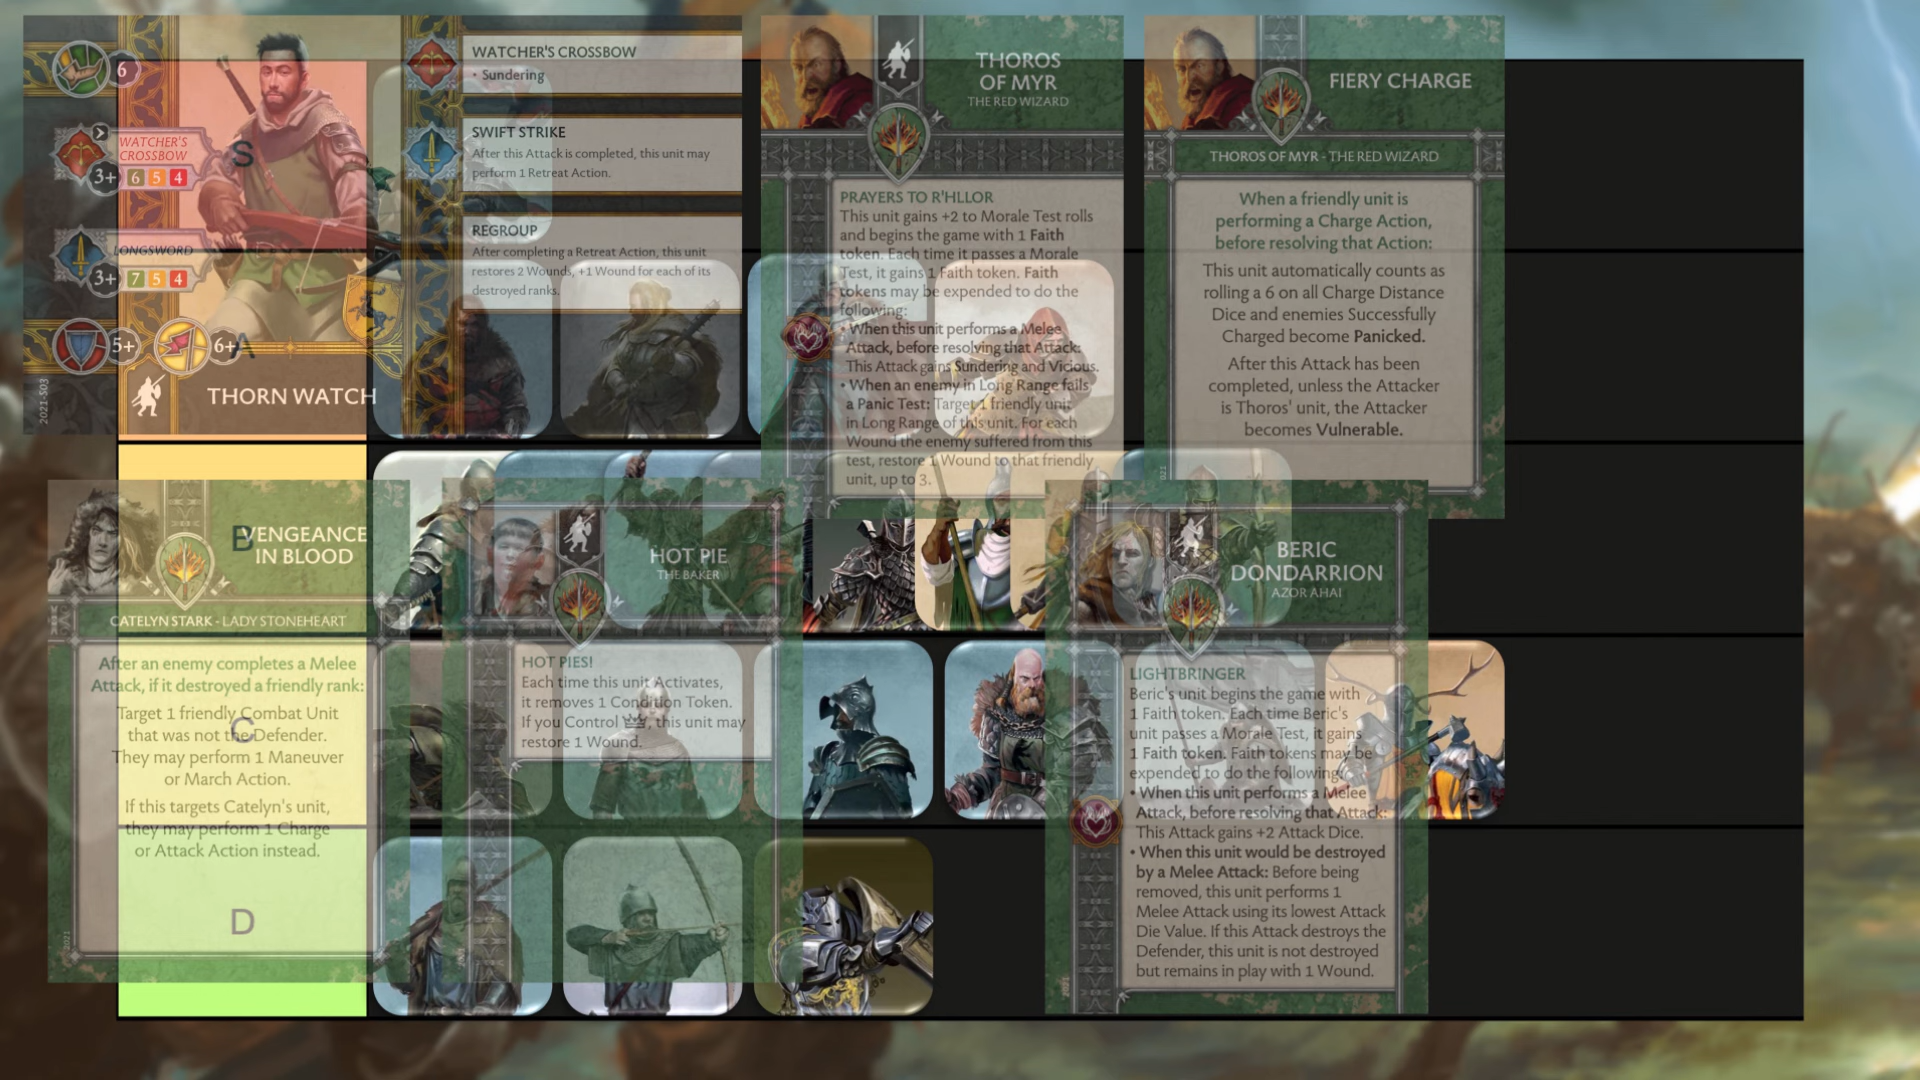 6
WATCHER'S
CROSSBOW
3+ 6 5 4
S
LONGSWORD
3+ 7 5 4
5+ 6+
A
THORN WATCH
2021-S03
WATCHER'S CROSSBOW
• Sundering
SWIFT STRIKE
After this Attack is completed, this unit may
perform 1 Retreat Action.
REGROUP
After completing a Retreat Action, this unit
restores 2 Wounds, +1 Wound for each of its
destroyed ranks.
THOROS
OF MYR
THE RED WIZARD
PRAYERS TO R'HLLOR
This unit gains +2 to Morale Test rolls
and begins the game with 1 Faith
token. Each time it passes a Morale
Test, it gains 1 Faith token. Faith
tokens may be expended to do the
following:
• When this unit performs a Melee
Attack, before resolving that Attack:
This Attack gains Sundering and Vicious.
• When an enemy in Long Range fails
a Panic Test: Target 1 friendly unit
in Long Range of this unit. For each
Wound the enemy suffered from this
test, restore 1 Wound to that friendly
unit, up to 3.
FIERY CHARGE
THOROS OF MYR - THE RED WIZARD
When a friendly unit is
performing a Charge Action,
before resolving that Action:
This unit automatically counts as
rolling a 6 on all Charge Distance
Dice and enemies Successfully
Charged become Panicked.
After this Attack has been
completed, unless the Attacker
is Thoros' unit, the Attacker
becomes Vulnerable.
2021
B
VENGEANCE
IN BLOOD
CATELYN STARK - LADY STONEHEART
After an enemy completes a Melee
Attack, if it destroyed a friendly rank:
Target 1 friendly Combat Unit
that was not the Defender.
They may perform 1 Maneuver
or March Action.
If this targets Catelyn's unit,
they may perform 1 Charge
or Attack Action instead.
C
D
2021
HOT PIE
THE BAKER
HOT PIES!
Each time this unit Activates,
it removes 1 Condition Token.
If you Control , this unit may
restore 1 Wound.
BERIC
DONDARRION
AZOR AHAI
LIGHTBRINGER
Beric's unit begins the game with
1 Faith token. Each time Beric's
unit passes a Morale Test, it gains
1 Faith token. Faith tokens may be
expended to do the following:
• When this unit performs a Melee
Attack, before resolving that Attack:
This Attack gains +2 Attack Dice.
• When this unit would be destroyed
by a Melee Attack: Before being
removed, this unit performs 1
Melee Attack using its lowest Attack
Die Value. If this Attack destroys the
Defender, this unit is not destroyed
but remains in play with 1 Wound.
2021